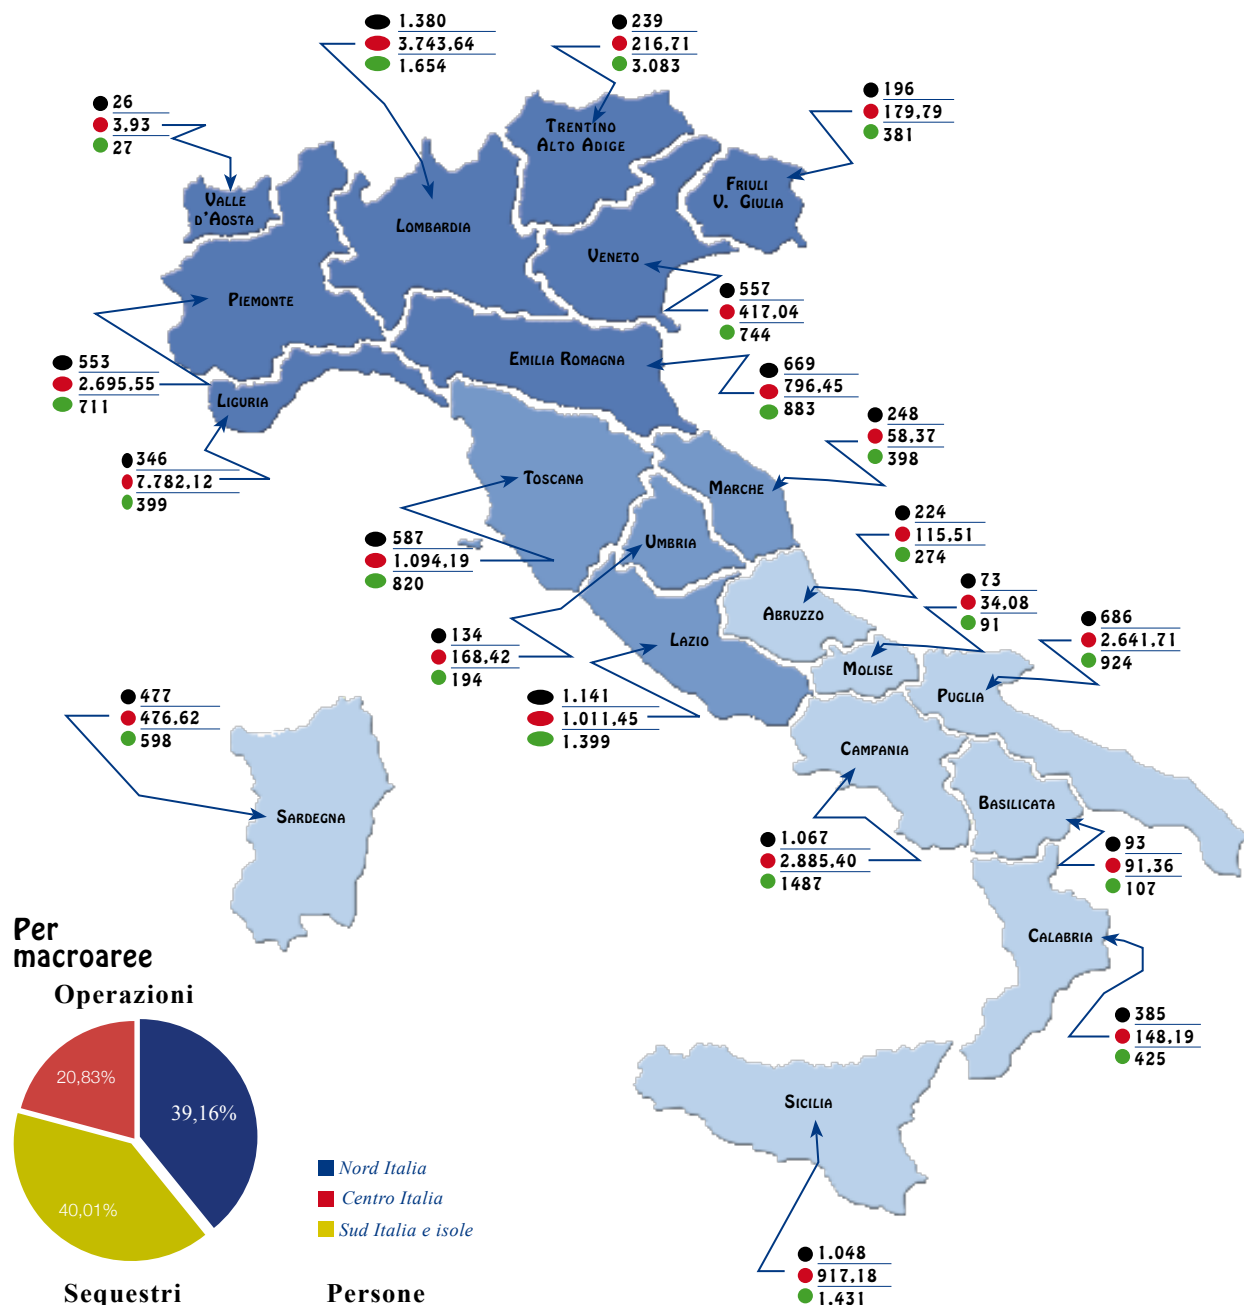 1.380
3.743,64
1.654
239
216,71
3.083
196
179,79
381
26
3,93
27
Trentino
Alto Adige
Friuli
V. Giulia
Valle
d'Aosta
Lombardia
Veneto
Piemonte
557
417,04
744
Emilia Romagna
553
2.695,55
711
669
796,45
883
Liguria
248
58,37
398
346
7.782,12
399
Toscana
Marche
224
115,51
274
587
1.094,19
820
Umbria
73
34,08
91
Abruzzo
686
2.641,71
924
134
168,42
194
Lazio
Molise
Puglia
477
476,62
598
1.141
1.011,45
1.399
Campania
Basilicata
Sardegna
1.067
2.885,40
1487
93
91,36
107
Calabria
Per
macroaree
Operazioni
385
148,19
425
20,83%
39,16%
40,01%
Sicilia
Nord Italia
Centro Italia
Sud Italia e isole
1.048
917,18
1.431
Sequestri
Persone